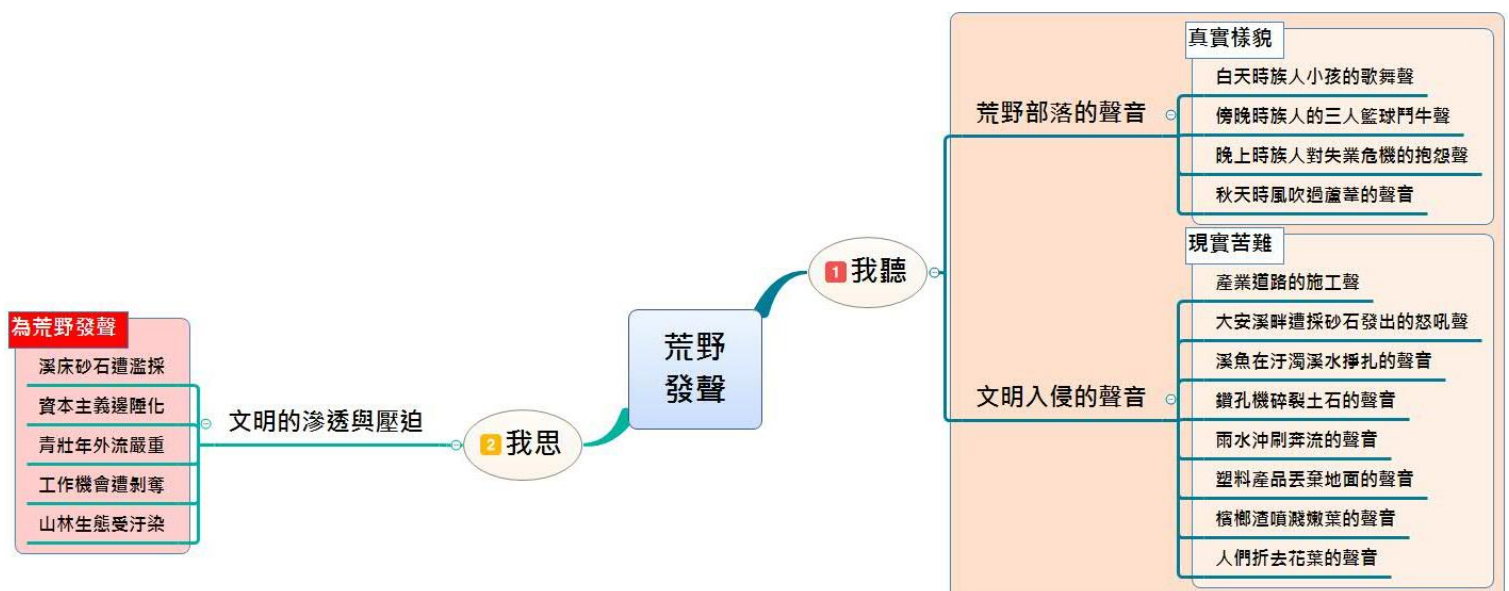 荒野
發聲
1 我聽
荒野部落的聲音
真實樣貌
白天時族人小孩的歌舞聲
傍晚時族人的三人籃球鬥牛聲
晚上時族人對失業危機的抱怨聲
秋天時風吹過蘆葦的聲音
文明入侵的聲音
現實苦難
產業道路的施工聲
大安溪畔遭採砂石發出的怒吼聲
溪魚在汙濁溪水掙扎的聲音
鑽孔機碎裂土石的聲音
雨水沖刷奔流的聲音
塑料產品丟棄地面的聲音
檳榔渣噴濺嫩葉的聲音
人們折去花葉的聲音
2 我思
文明的滲透與壓迫
為荒野發聲
溪床砂石遭濫採
資本主義邊陲化
青壯年外流嚴重
工作機會遭剝奪
山林生態受汙染